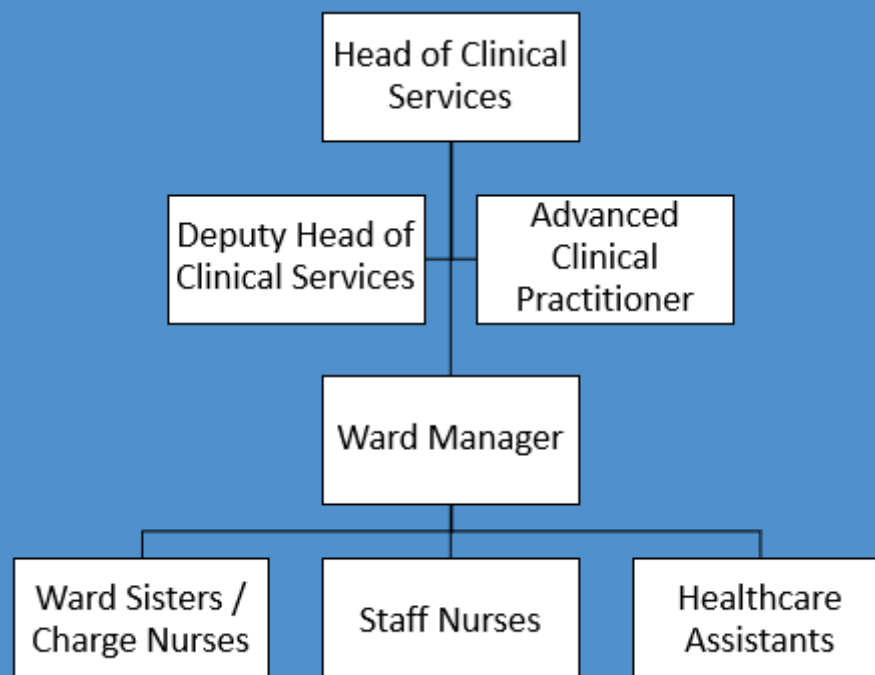 Head of Clinical
Services
Deputy Head of
Clinical Services
Advanced
Clinical
Practitioner
Ward Manager
Ward Sisters /
Charge Nurses
Staff Nurses
Healthcare
Assistants